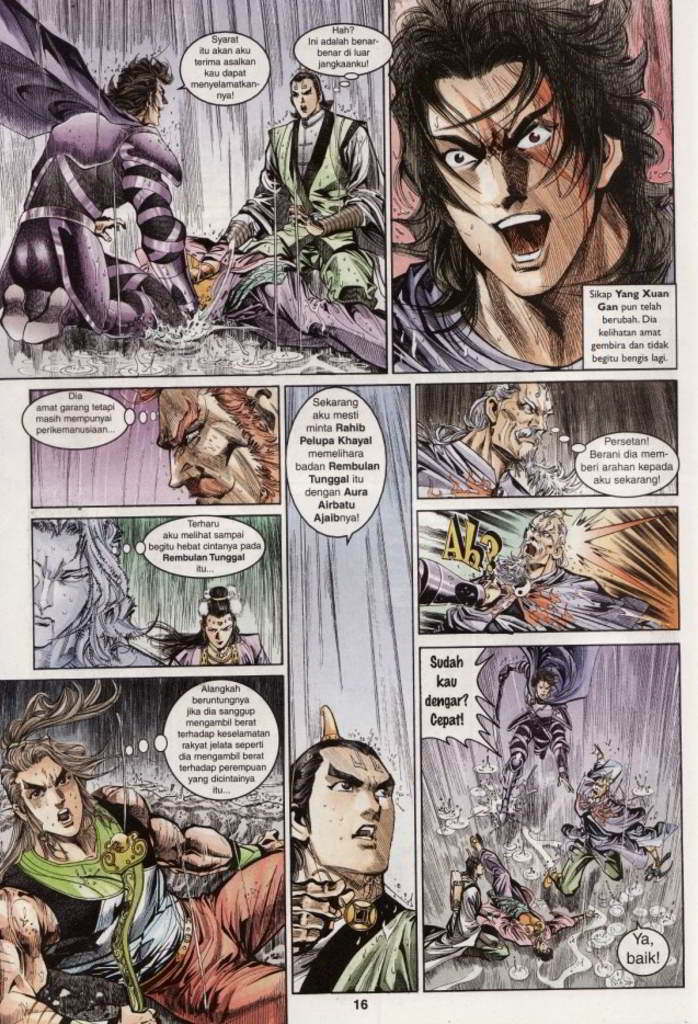 Syarat
itu akan aku
terima asalkan
kau dapat
menyelamatkan-
nya!
Hah?
Ini adalah benar-
benar di luar
jangkaanku!
Sikap Yang Xuan
Gan pun telah
berubah. Dia
kelihatan amat
gembira dan tidak
begitu bengis lagi.
Dia
amat garang tetapi
masih mempunyai
perikemanusiaan...
Terharu
aku melihat sampai
begitu hebat cintanya pada
Rembulan Tunggal
itu...
Alangkah
beruntungnya
jika dia sanggup
mengambil berat
terhadap keselamatan
rakyat jelata seperti
dia mengambil berat
terhadap perempuan
yang dicintainya
itu...
Sekarang
aku mesti
minta Rahib
Pelupa Khayal
memelihara
badan Rembulan
Tunggal itu
dengan Aura
Airbatu
Ajaibnya!
Persetan!
Berani dia mem-
beri arahan kepada
aku sekarang!
Ah?
Sudah
kau
dengar?
Cepat!
Ya,
baik!
16